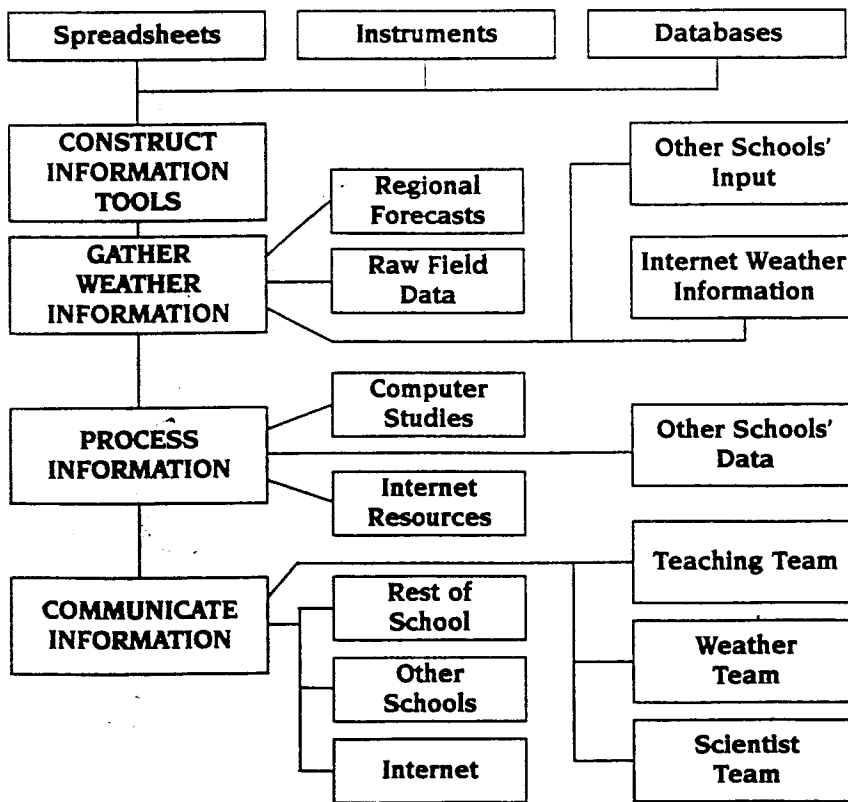 Spreadsheets
Instruments
Databases
CONSTRUCT
INFORMATION
TOOLS
Other Schools'
Input
Regional
Forecasts
GATHER
WEATHER
INFORMATION
Raw Field
Data
Internet Weather
Information
Computer
Studies
PROCESS
INFORMATION
Other Schools'
Data
Internet
Resources
Teaching Team
COMMUNICATE
INFORMATION
Rest of
School
Weather
Team
Other
Schools
Internet
Scientist
Team